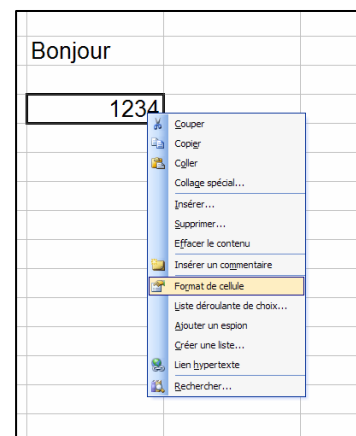 Bonjour
1234
Couper
Copier
Coller
Collage spécial...
Insérer...
Supprimer...
Effacer le contenu
Insérer un commentaire
Format de cellule
Liste déroulante de choix...
Ajouter un espion
Créer une liste...
Lien hypertexte
Rechercher...